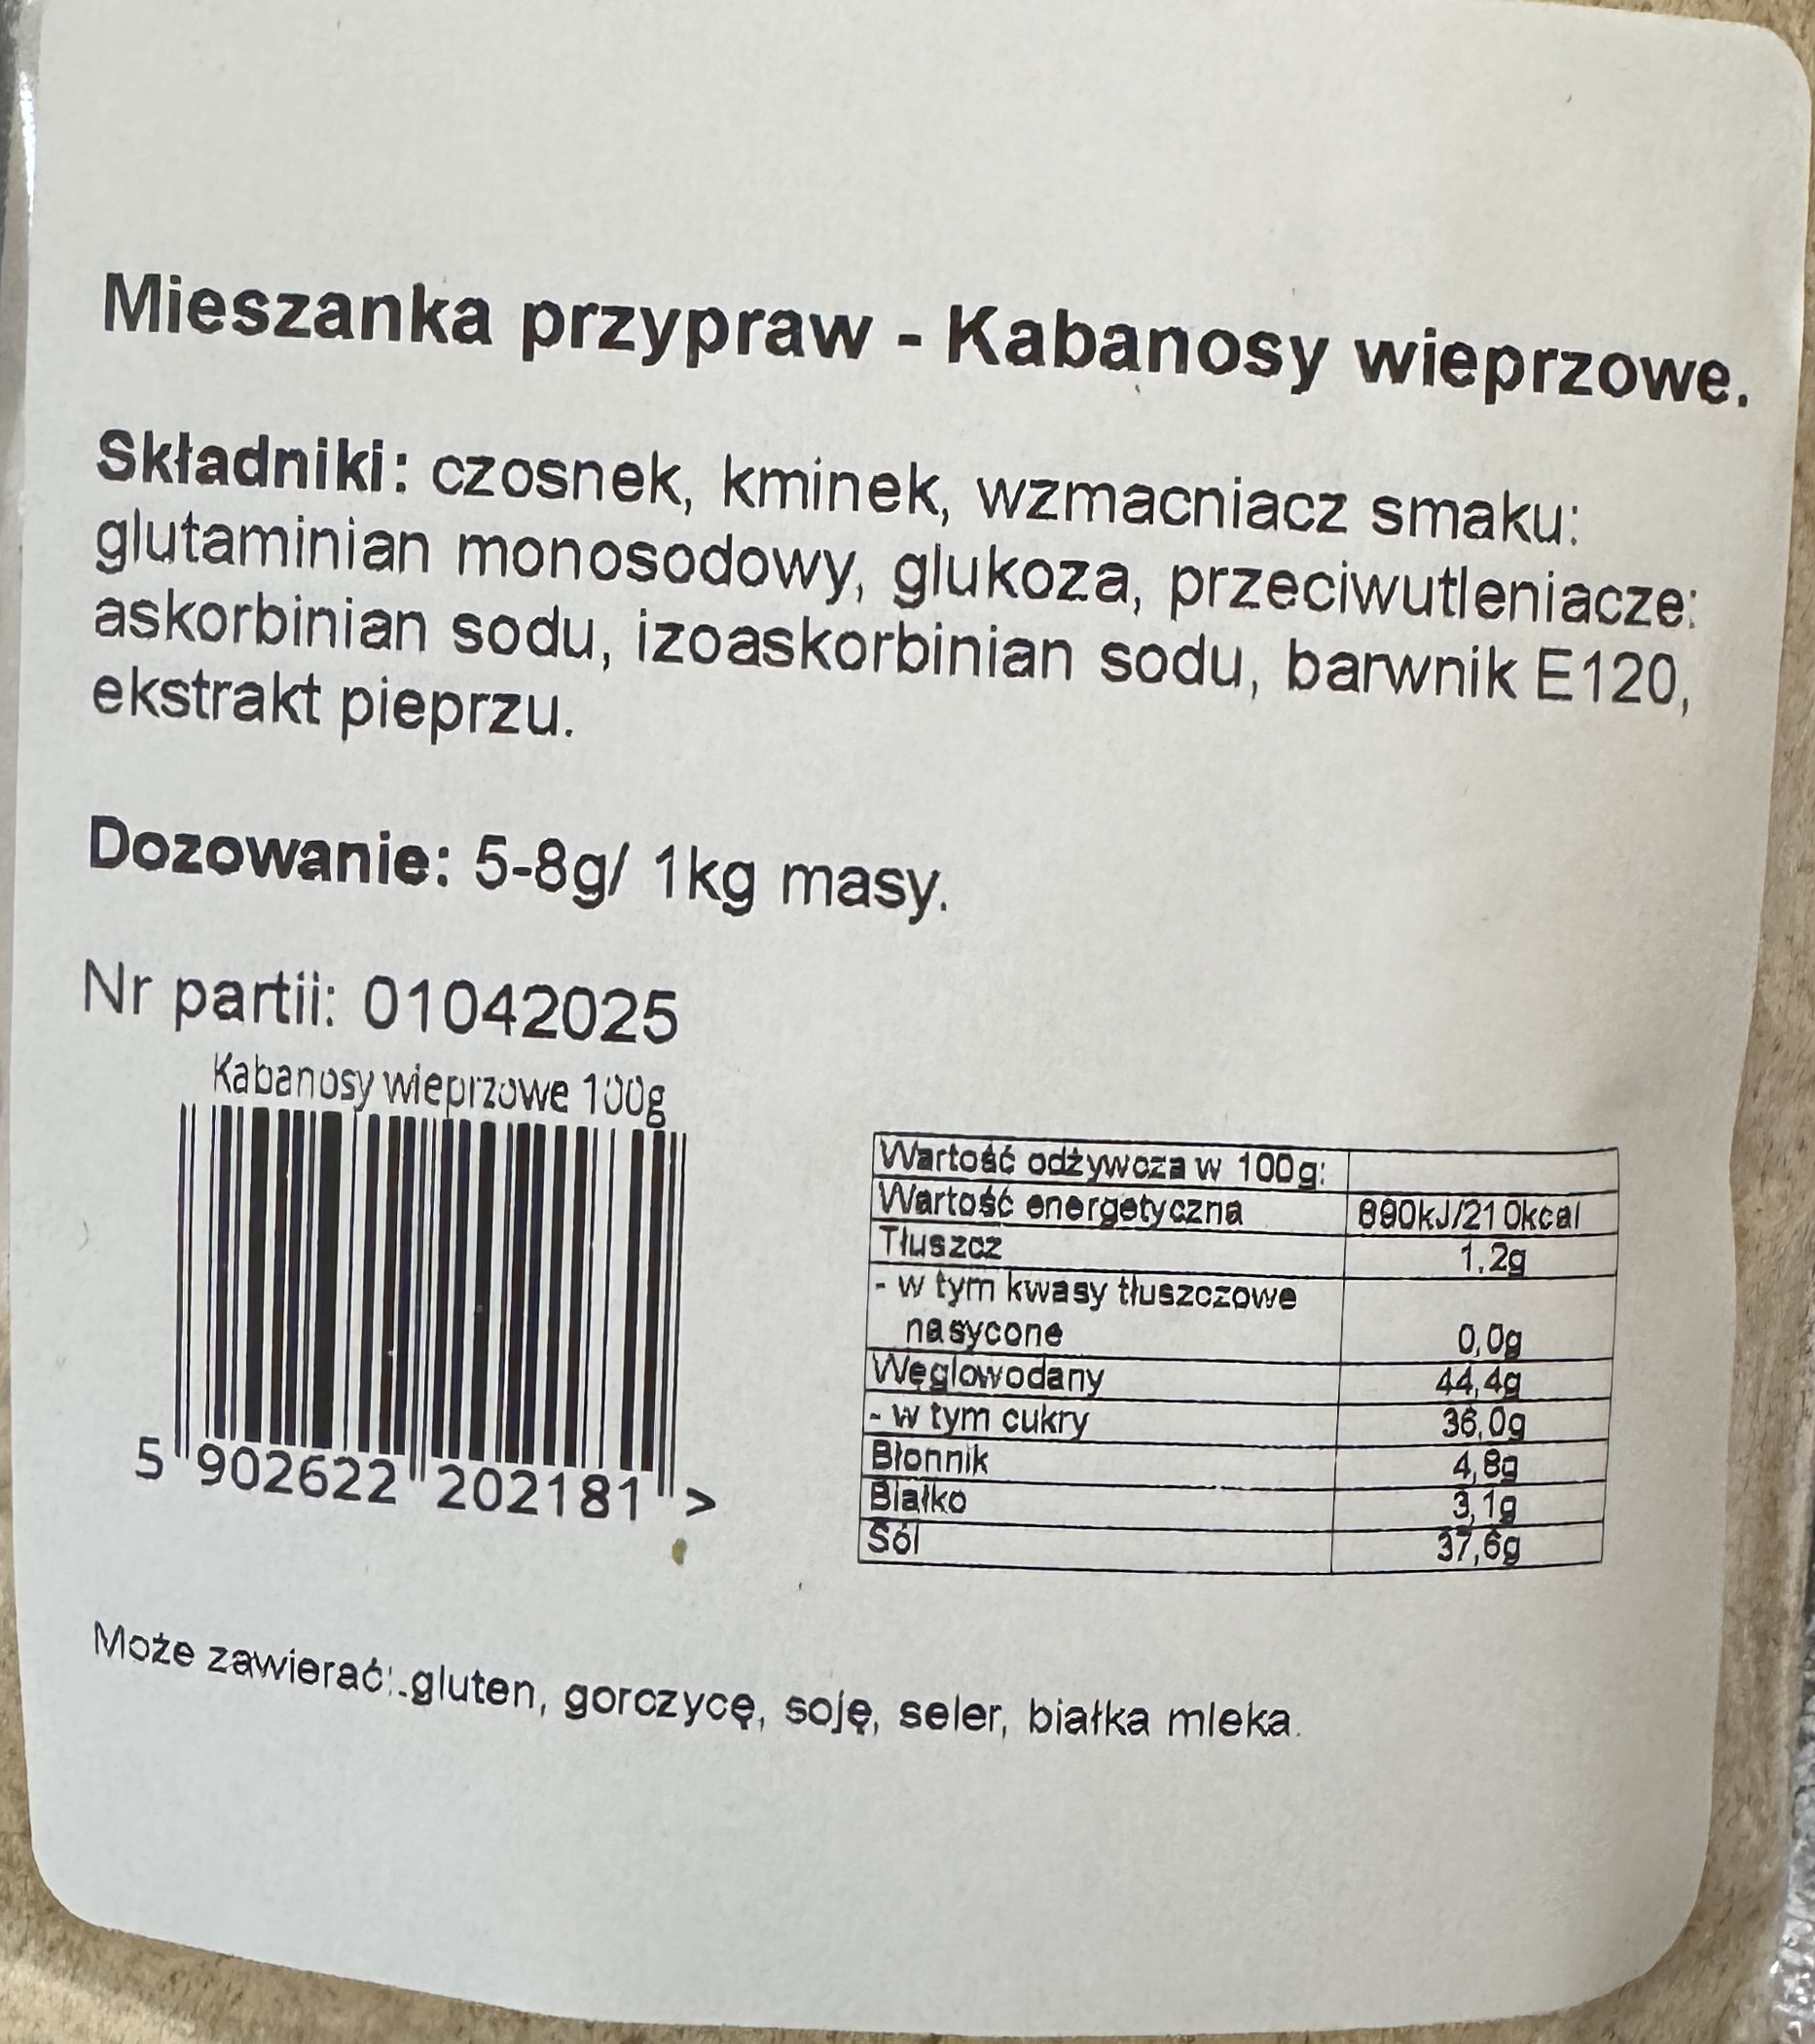 Mieszanka przypraw - Kabanosy wieprzowe.
Składniki: czosnek, kminek, wzmacniacz smaku:
glutaminian monosodowy, glukoza, przeciwutleniacze:
askorbinian sodu, izoaskorbinian sodu, barwnik E120,
ekstrakt pieprzu.
Dozowanie: 5-8g/ 1kg masy.
Nr partii: 01042025
Kabanosy wieprzowe 100g
5 902622 202181 >
Wartość odżywcza w 100g:
Wartość energetyczna 890kJ/210kcal
Tłuszcz 1,2g
- w tym kwasy tłuszczowe
nasycone 0,0g
Węglowodany 44,4g
- w tym cukry 36,0g
Błonnik 4,8g
Białko 3,1g
Sól 37,6g
Może zawierać: gluten, gorczycę, soję, seler, białka mleka.